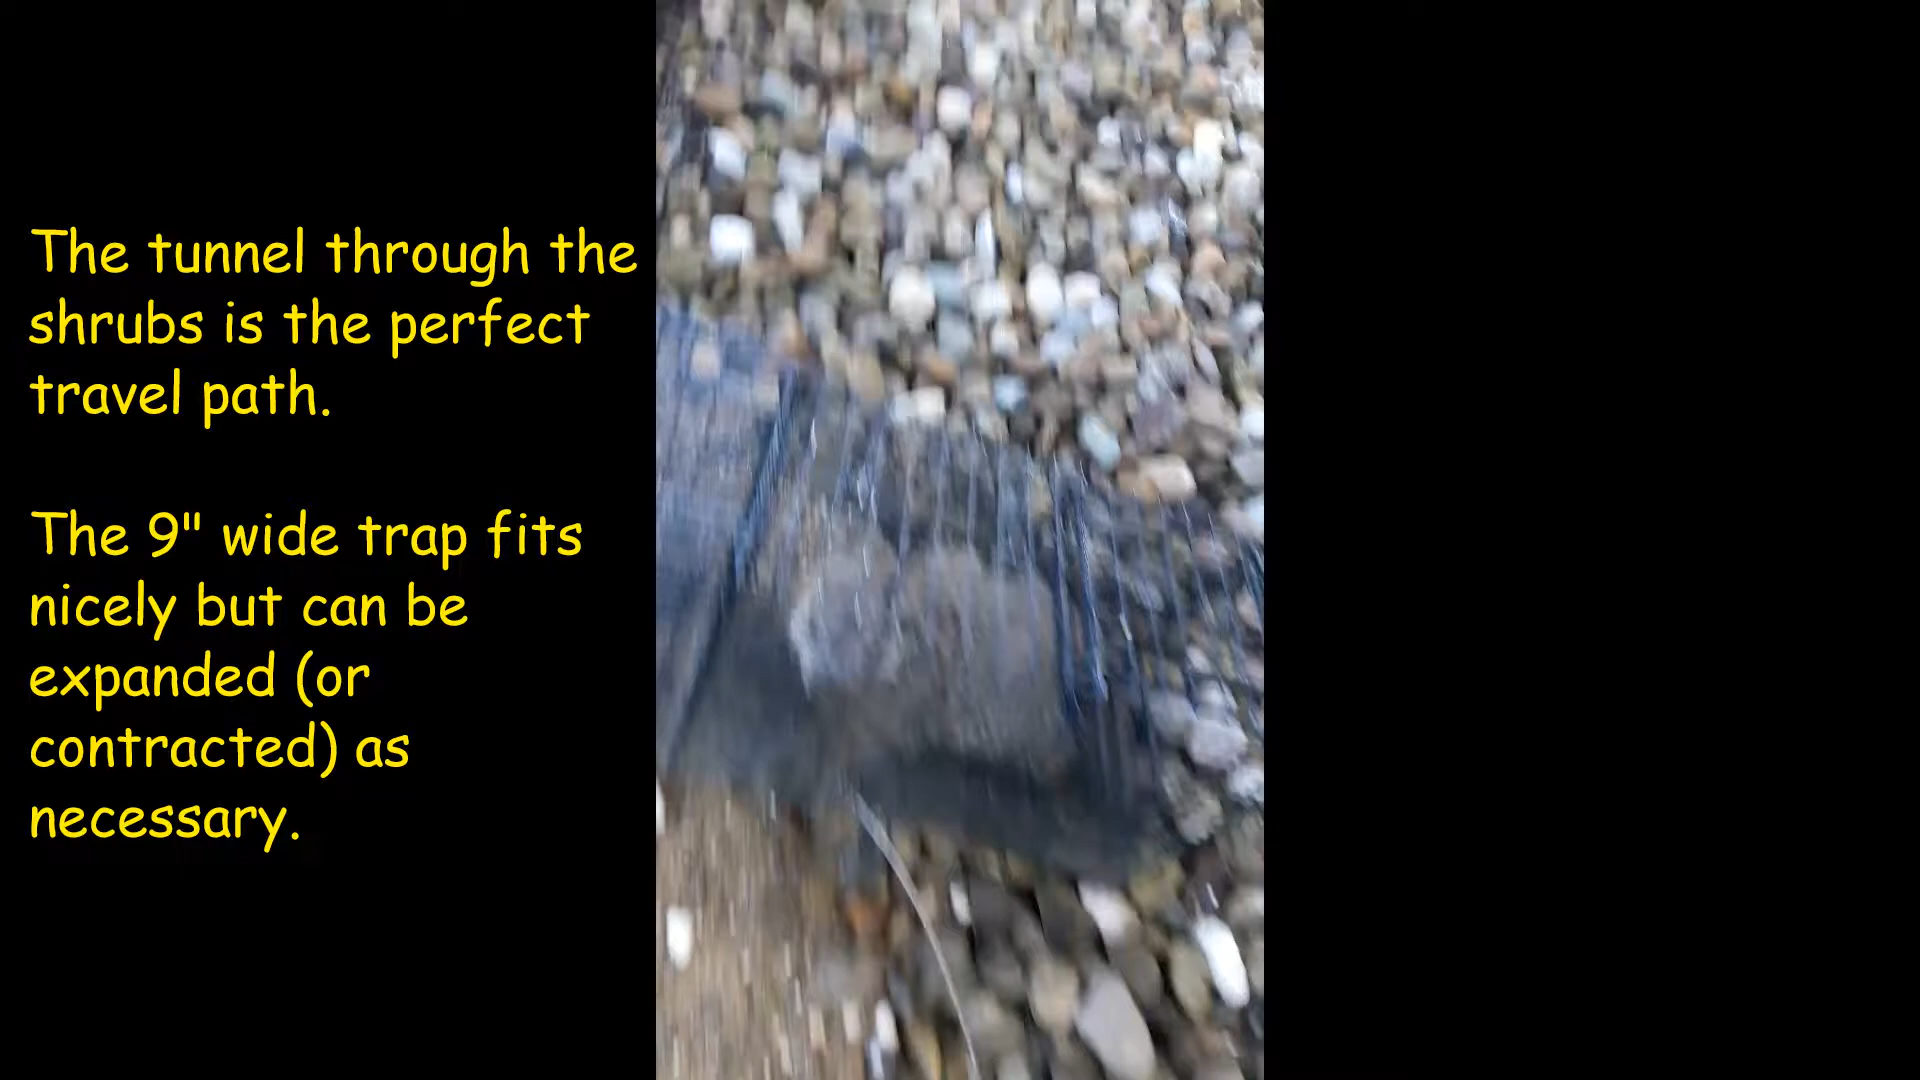 The tunnel through the
shrubs is the perfect
travel path.
The 9" wide trap fits
nicely but can be
expanded (or
contracted) as
necessary.